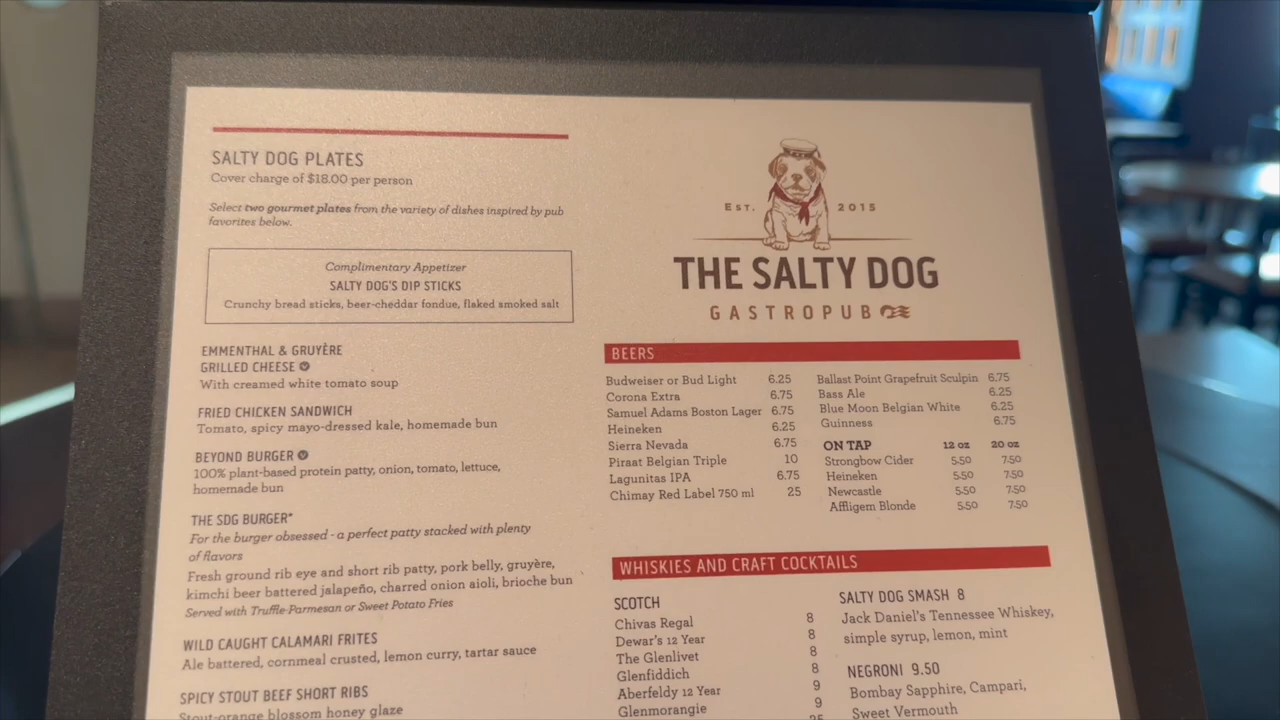 SALTY DOG PLATES
Cover charge of $18.00 per person
Select two gourmet plates from the variety of dishes inspired by pub
favorites below.
Complimentary Appetizer
SALTY DOG'S DIP STICKS
Crunchy bread sticks, beer-cheddar fondue, flaked smoked salt
EMMENTHAL & GRUYÈRE
GRILLED CHEESE
With creamed white tomato soup
FRIED CHICKEN SANDWICH
Tomato, spicy mayo-dressed kale, homemade bun
BEYOND BURGER
100% plant-based protein patty, onion, tomato, lettuce,
homemade bun
THE SDG BURGER*
For the burger obsessed - a perfect patty stacked with plenty
of flavors
Fresh ground rib eye and short rib patty, pork belly, gruyère,
kimchi beer battered jalapeño, charred onion aioli, brioche bun
Served with Truffle-Parmesan or Sweet Potato Fries
WILD CAUGHT CALAMARI FRITES
Ale battered, cornmeal crusted, lemon curry, tartar sauce
SPICY STOUT BEEF SHORT RIBS
Stout-orange blossom honey glaze
EST. 2015
THE SALTY DOG
GASTROPUB
BEERS
Budweiser or Bud Light 6.25
Corona Extra 6.75
Samuel Adams Boston Lager 6.75
Heineken 6.25
Sierra Nevada 6.75
Piraat Belgian Triple 10
Lagunitas IPA 6.75
Chimay Red Label 750 ml 25
Ballast Point Grapefruit Sculpin 6.75
Bass Ale 6.25
Blue Moon Belgian White 6.25
Guinness 6.75
ON TAP 12 oz 20 oz
Strongbow Cider 5.50 7.50
Heineken 5.50 7.50
Newcastle 5.50 7.50
Affligem Blonde 5.50 7.50
WHISKIES AND CRAFT COCKTAILS
SCOTCH
Chivas Regal 8
Dewar's 12 Year 8
The Glenlivet 8
Glenfiddich 8
Aberfeldy 12 Year 9
Glenmorangie 9
SALTY DOG SMASH 8
Jack Daniel's Tennessee Whiskey,
simple syrup, lemon, mint
NEGRONI 9.50
Bombay Sapphire, Campari,
Sweet Vermouth